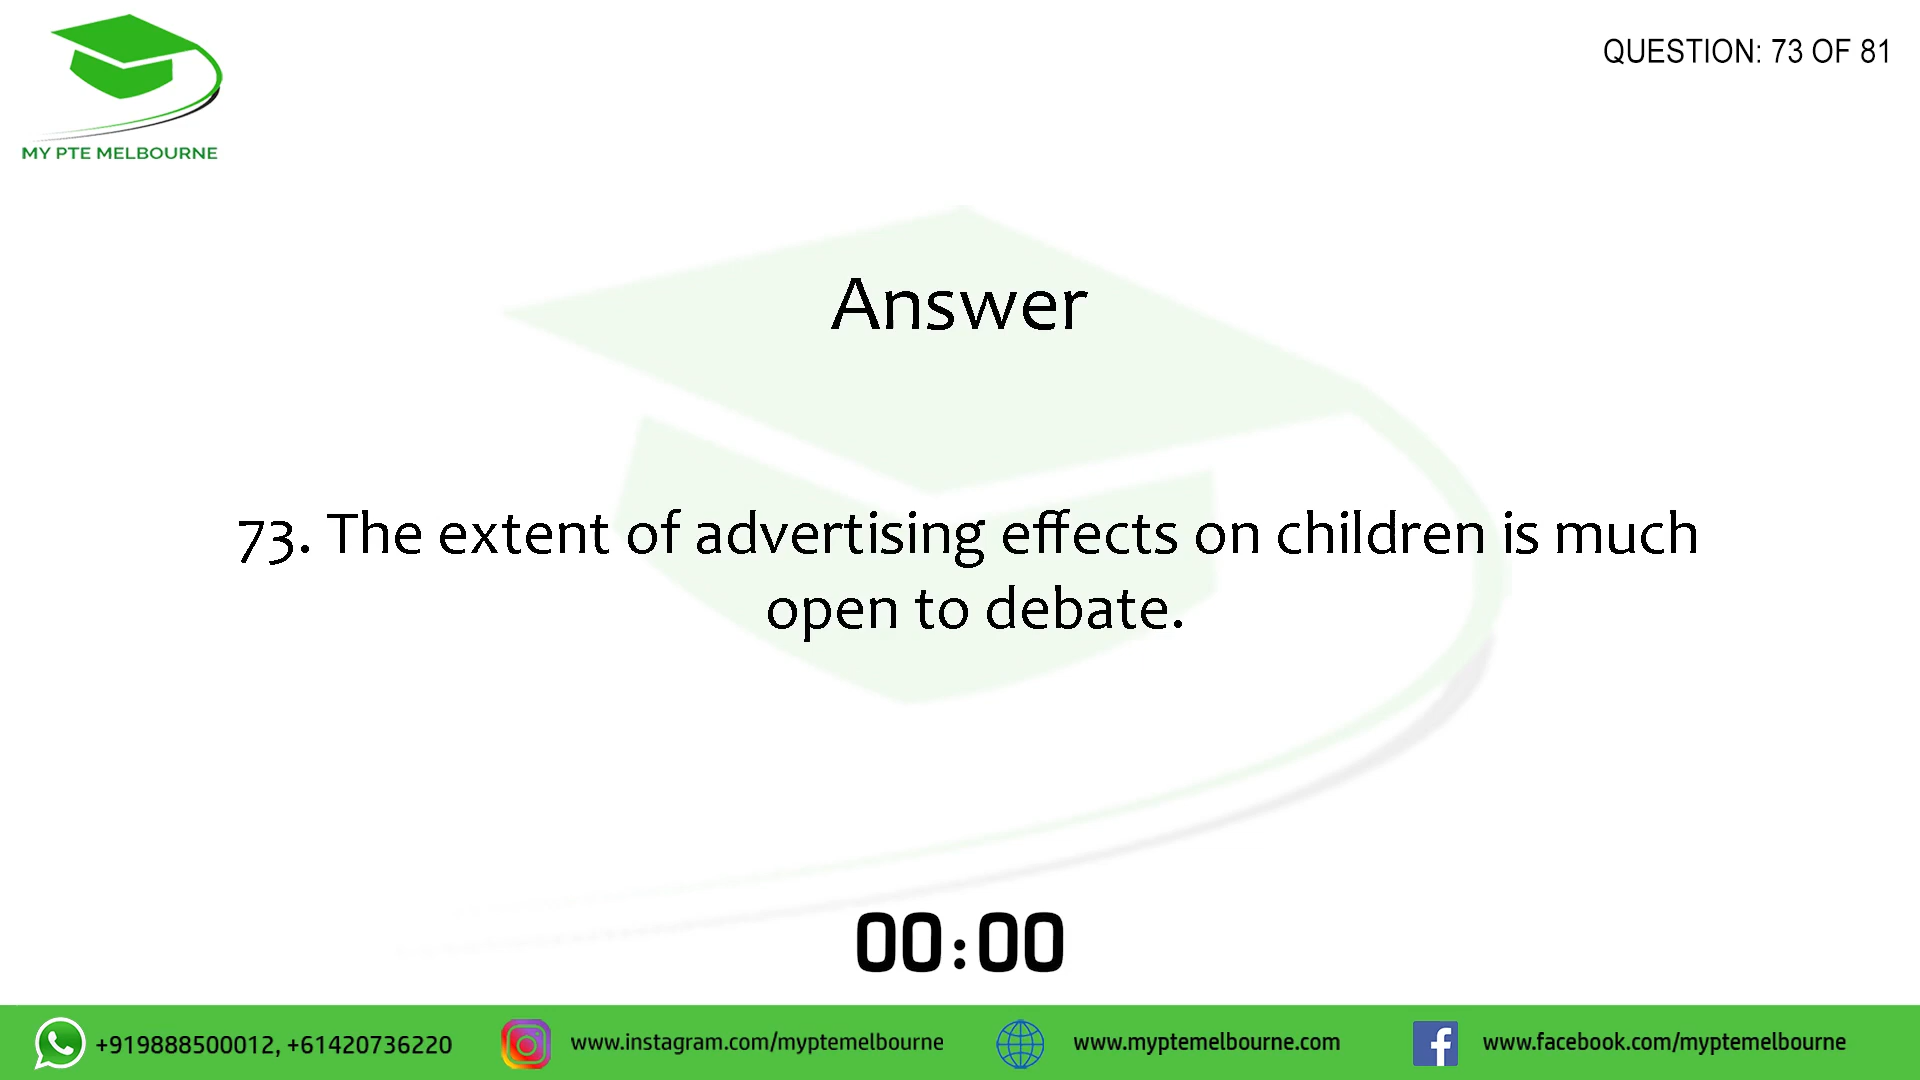 QUESTION: 73 OF 81
MY PTE MELBOURNE
Answer
73. The extent of advertising effects on children is much
open to debate.
00:00
+919888500012, +61420736220
www.instagram.com/myptemelbourne
www.myptemelbourne.com
www.facebook.com/myptemelbourne